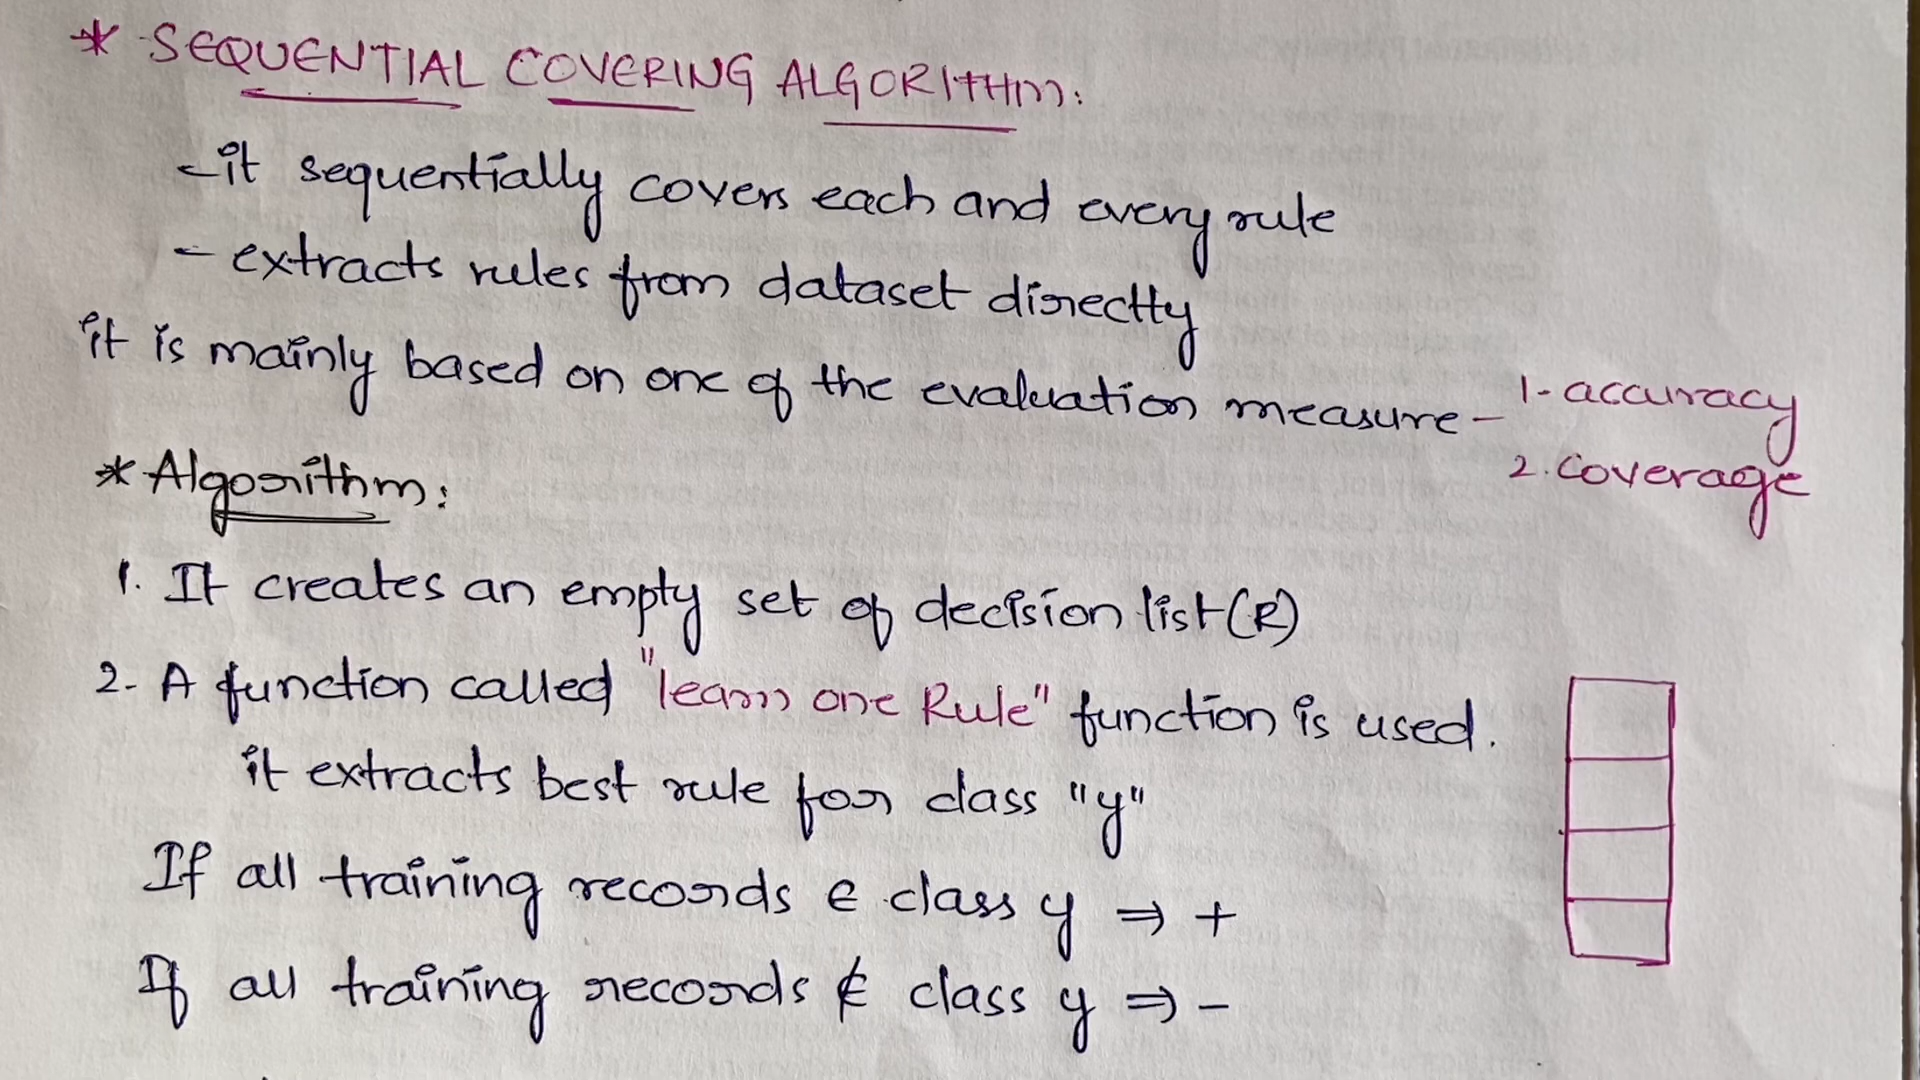 * SEQUENTIAL COVERING ALGORITHM:
- it sequentially covers each and every rule
- extracts rules from dataset directly
it is mainly based on one of the evaluation measure - 1. accuracy
2. coverage
* Algorithm:
1. It creates an empty set of decision list (R)
2. A function called "learn one Rule" function is used.
it extracts best rule for class "y"
If all training records ∈ class y ⇒ +
If all training records ∉ class y ⇒ -